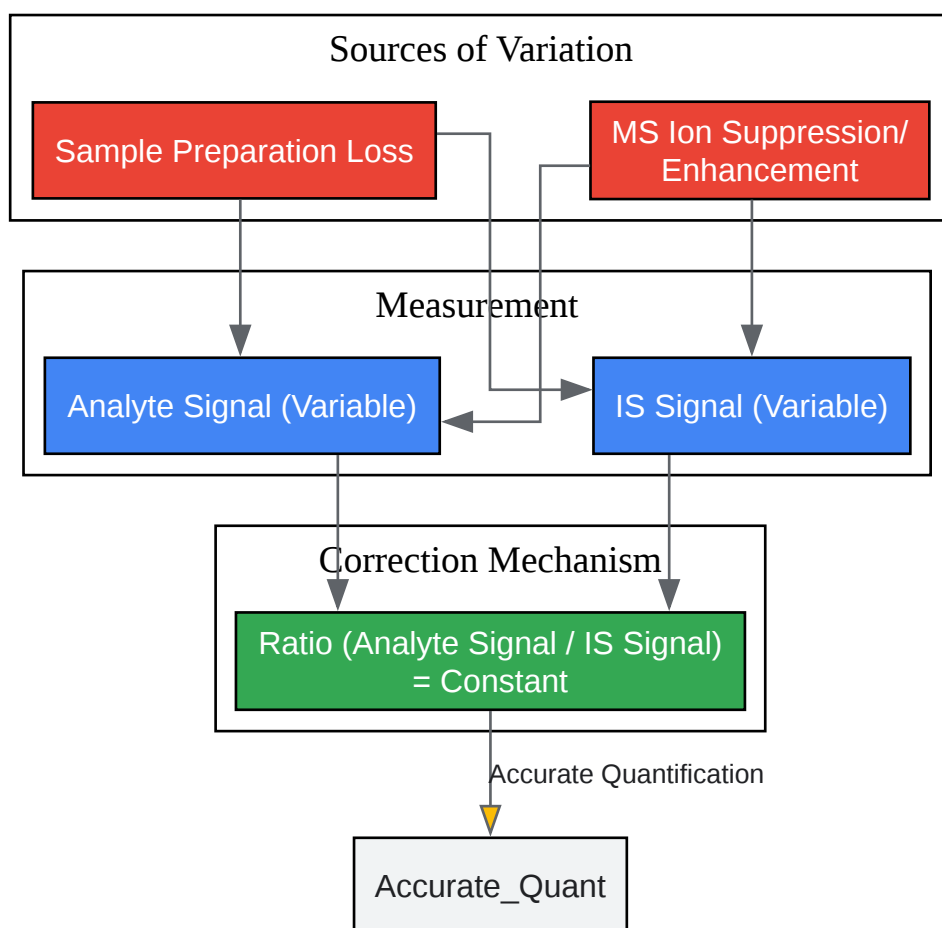 Sources of Variation
Sample Preparation Loss
MS Ion Suppression/
Enhancement
Measurement
Analyte Signal (Variable)
IS Signal (Variable)
Correction Mechanism
Ratio (Analyte Signal / IS Signal)
= Constant
Accurate Quantification
Accurate_Quant